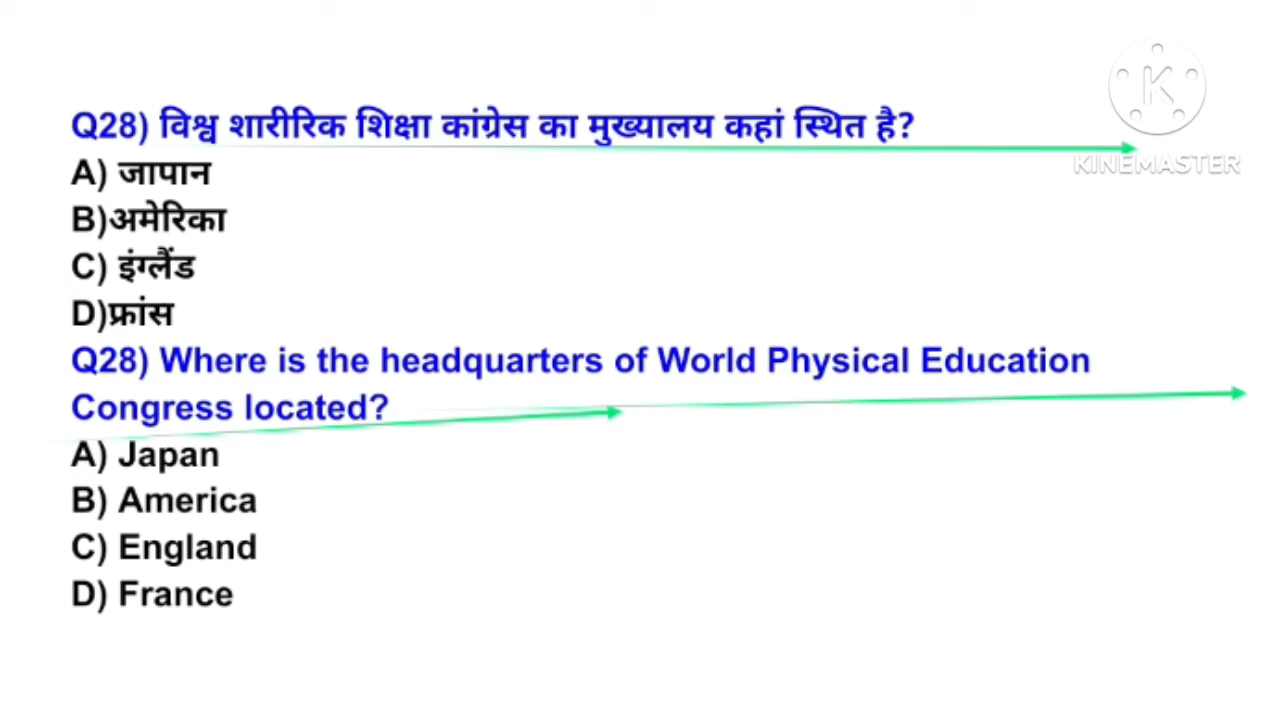 Q28) विश्व शारीरिक शिक्षा कांग्रेस का मुख्यालय कहां स्थित है?
A) जापान
B)अमेरिका
C) इंग्लैंड
D)फ्रांस
Q28) Where is the headquarters of World Physical Education
Congress located?
A) Japan
B) America
C) England
D) France
K
KINEMASTER